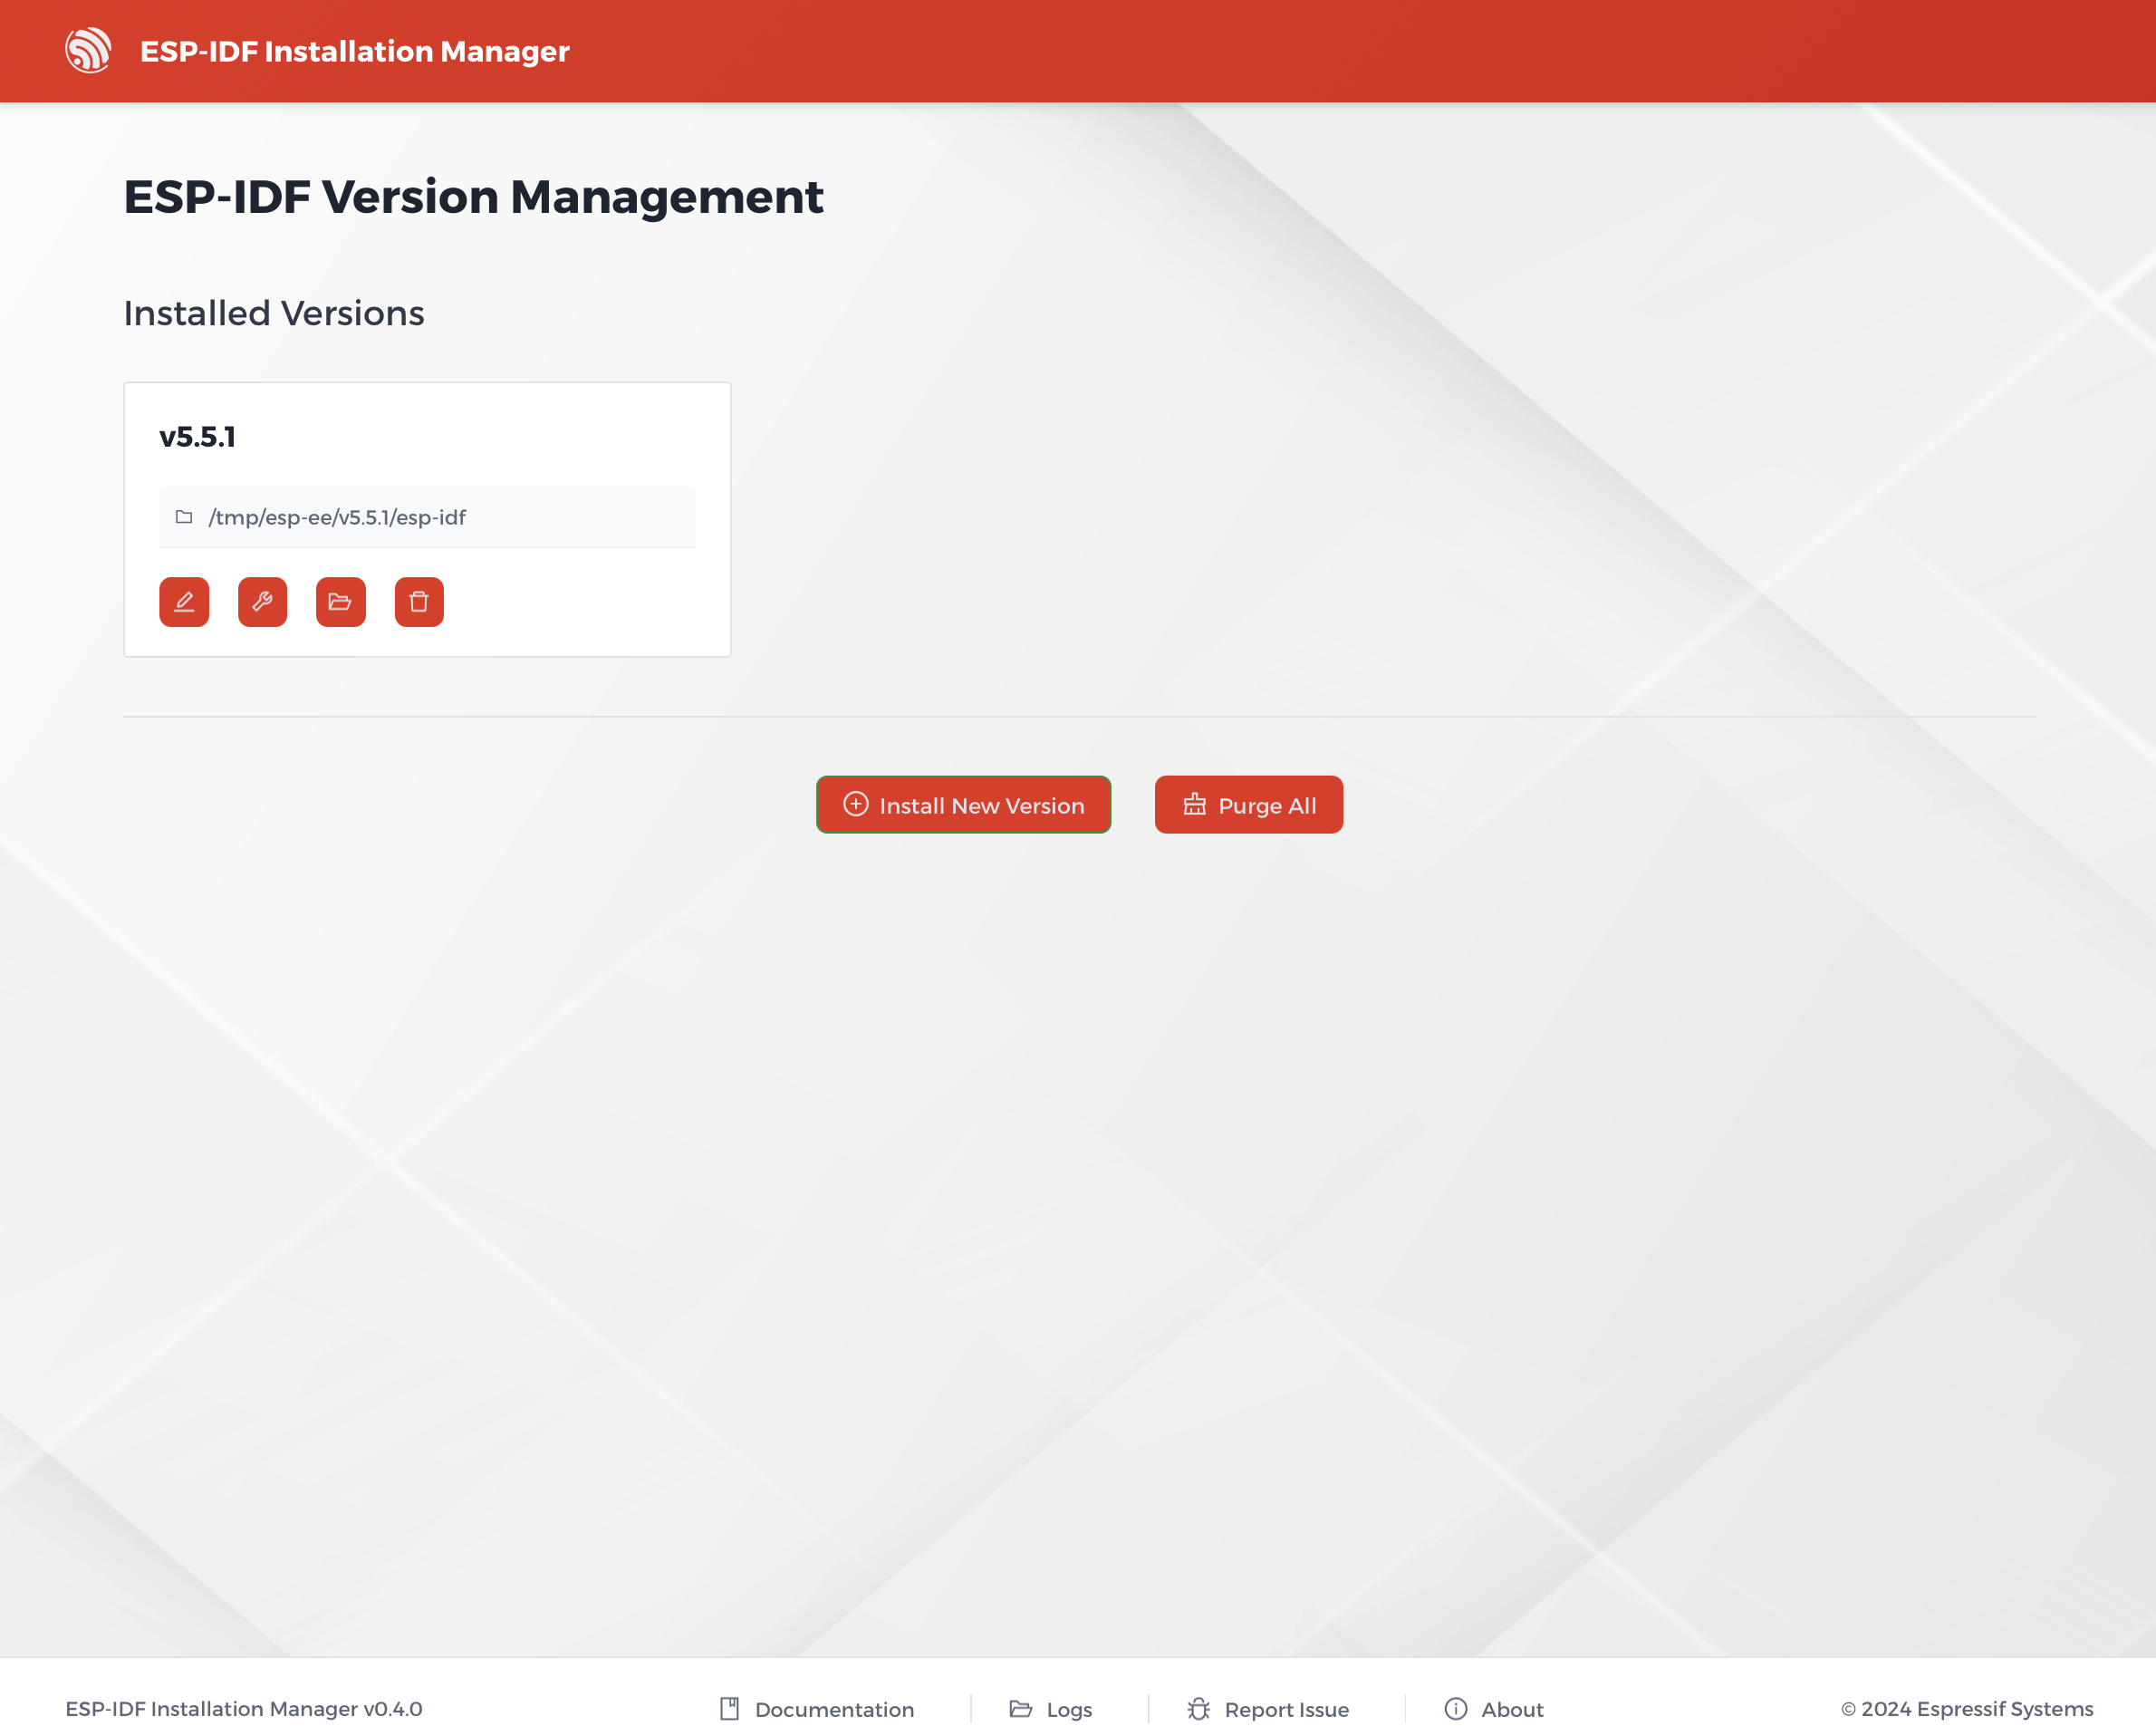 ESP-IDF Installation Manager
ESP-IDF Version Management
Installed Versions
v5.5.1
/tmp/esp-ee/v5.5.1/esp-idf
Install New Version
Purge All
ESP-IDF Installation Manager v0.4.0
Documentation
Logs
Report Issue
About
© 2024 Espressif Systems